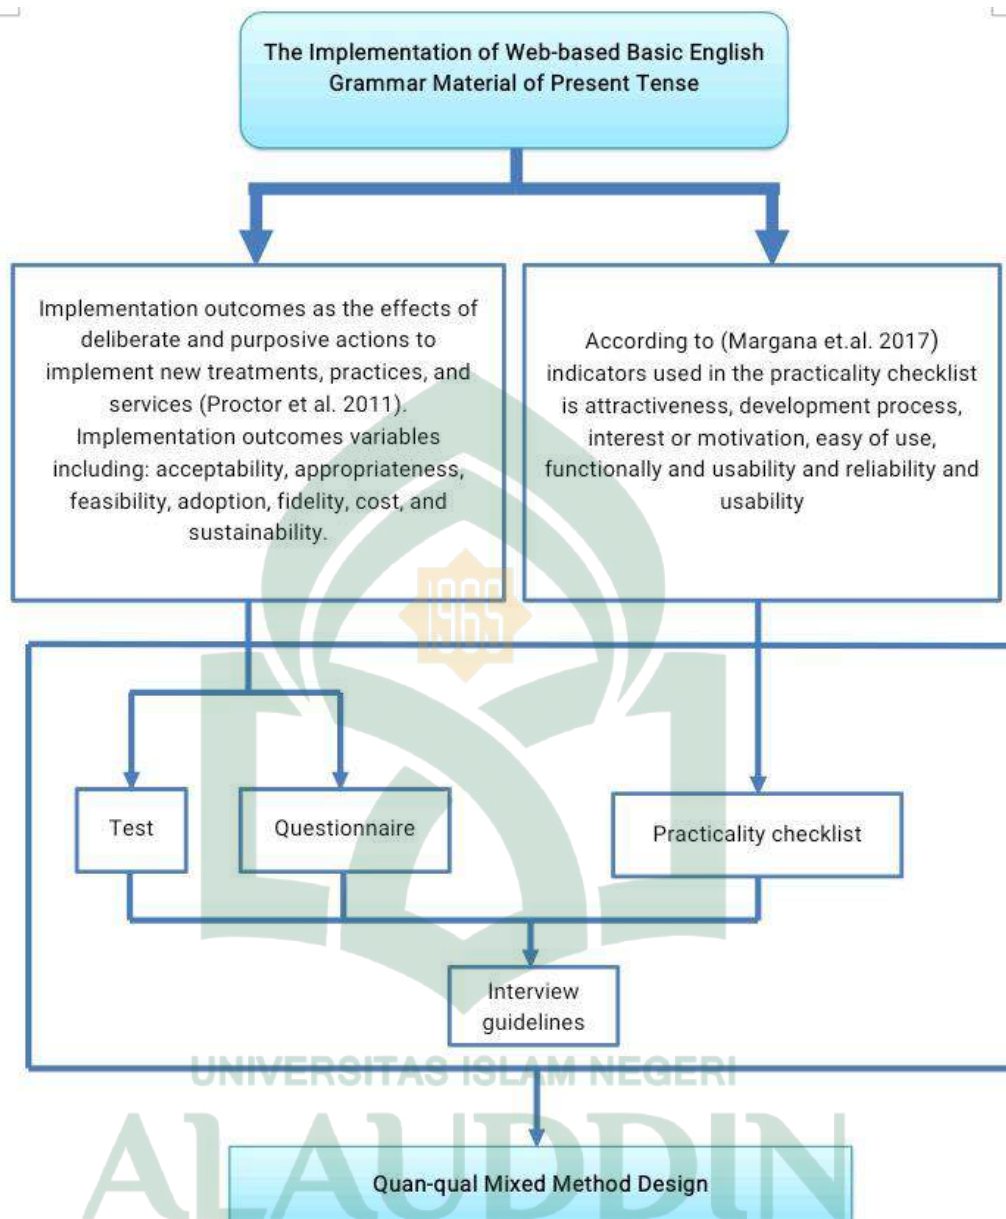 The Implementation of Web-based Basic English
Grammar Material of Present Tense
Implementation outcomes as the effects of
deliberate and purposive actions to
implement new treatments, practices, and
services (Proctor et al. 2011).
Implementation outcomes variables
including: acceptability, appropriateness,
feasibility, adoption, fidelity, cost, and
sustainability.
According to (Margana et.al. 2017)
indicators used in the practicality checklist
is attractiveness, development process,
interest or motivation, easy of use,
functionally and usability and reliability and
usability
1965
Test
Questionnaire
Practicality checklist
Interview
guidelines
UNIVERSITAS ISLAM NEGERI
ALAUDDIN
Quan-qual Mixed Method Design